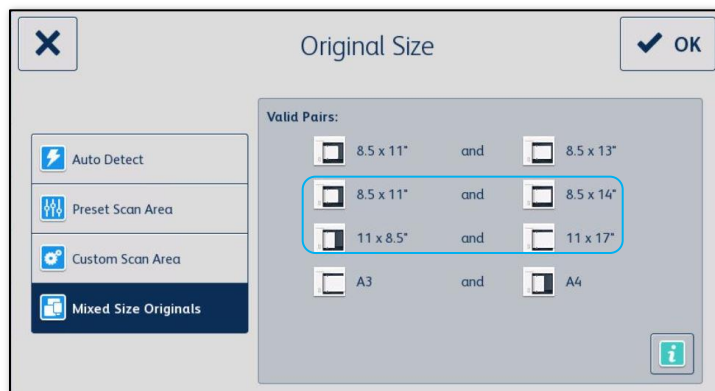 Original Size
OK
Auto Detect
Preset Scan Area
Custom Scan Area
Mixed Size Originals
Valid Pairs:
8.5 x 11" and 8.5 x 13"
8.5 x 11" and 8.5 x 14"
11 x 8.5" and 11 x 17"
A3 and A4